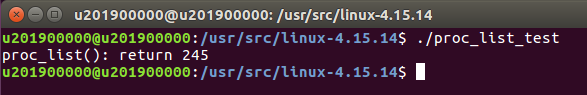 u201900000@u201900000: /usr/src/linux-4.15.14
u201900000@u201900000:/usr/src/linux-4.15.14$ ./proc_list_test
proc_list(): return 245
u201900000@u201900000:/usr/src/linux-4.15.14$